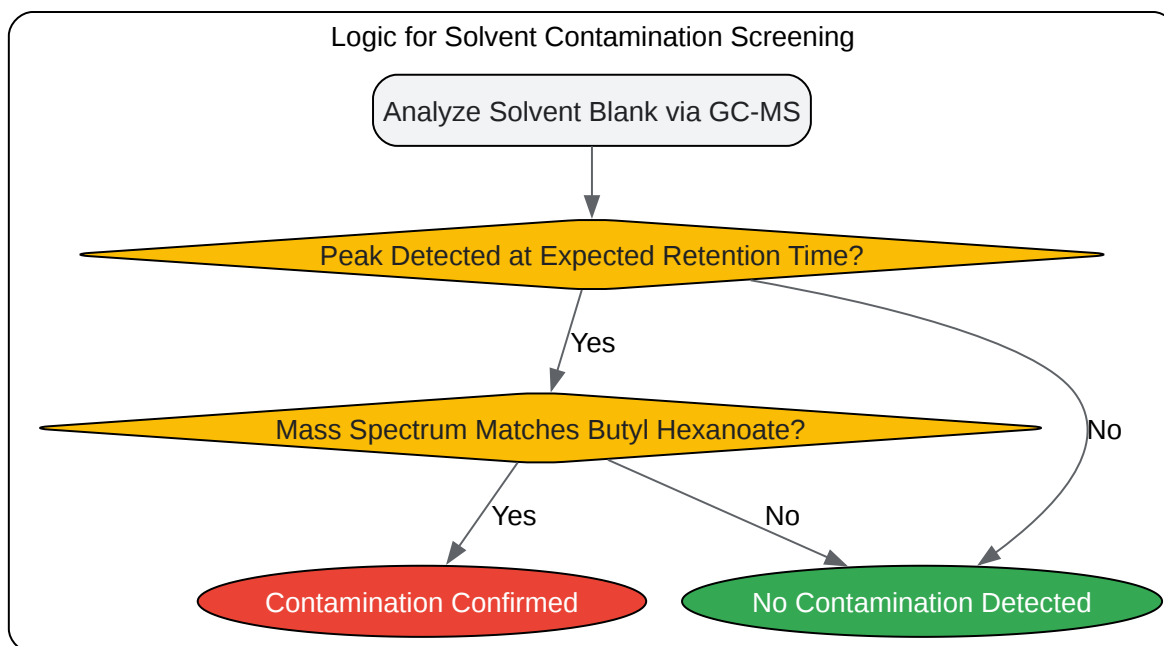 Logic for Solvent Contamination Screening
Analyze Solvent Blank via GC-MS
Peak Detected at Expected Retention Time?
Yes
Mass Spectrum Matches Butyl Hexanoate?
No
Yes
No
Contamination Confirmed
No Contamination Detected